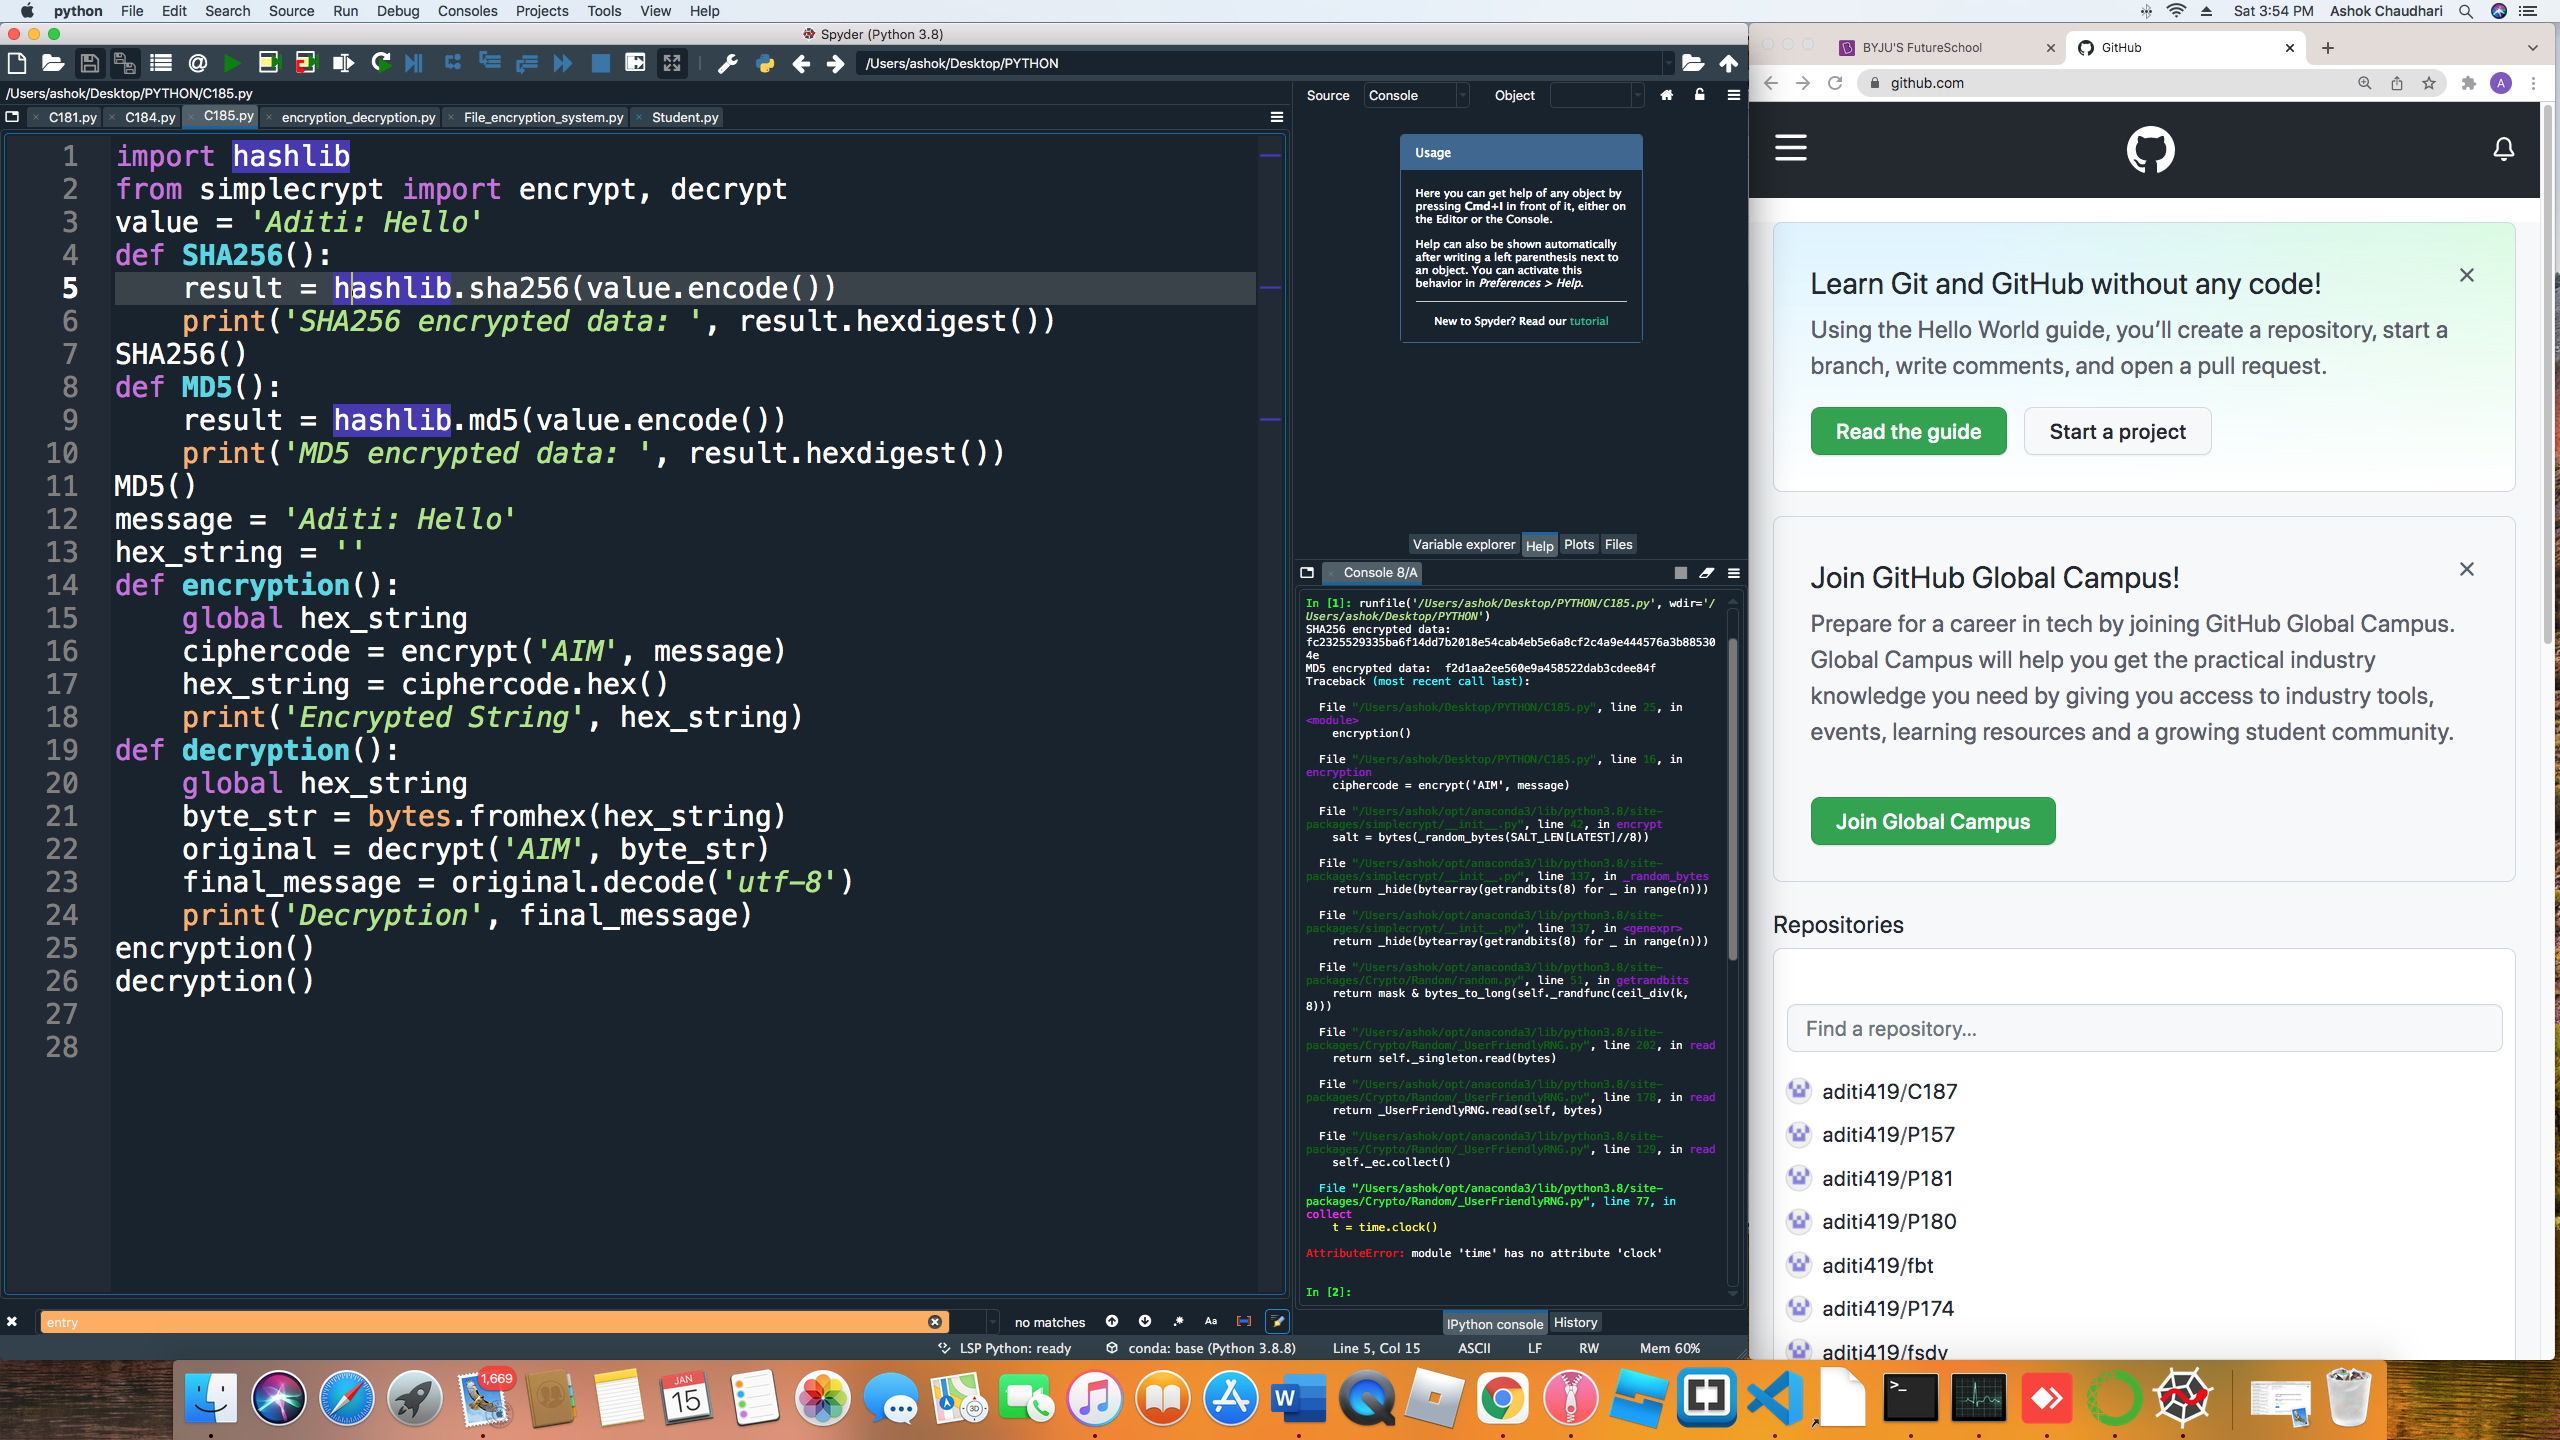 python File Edit Search Source Run Debug Consoles Projects Tools View Help
Sat 3:54 PM Ashok Chaudhari
Spyder (Python 3.8)
/Users/ashok/Desktop/PYTHON
/Users/ashok/Desktop/PYTHON/C185.py
C181.py C184.py C185.py encryption_decryption.py File_encryption_system.py Student.py
1 import hashlib
2 from simplecrypt import encrypt, decrypt
3 value = 'Aditi: Hello'
4 def SHA256():
5 result = hashlib.sha256(value.encode())
6 print('SHA256 encrypted data: ', result.hexdigest())
7 SHA256()
8 def MD5():
9 result = hashlib.md5(value.encode())
10 print('MD5 encrypted data: ', result.hexdigest())
11 MD5()
12 message = 'Aditi: Hello'
13 hex_string = ''
14 def encryption():
15 global hex_string
16 ciphercode = encrypt('AIM', message)
17 hex_string = ciphercode.hex()
18 print('Encrypted String', hex_string)
19 def decryption():
20 global hex_string
21 byte_str = bytes.fromhex(hex_string)
22 original = decrypt('AIM', byte_str)
23 final_message = original.decode('utf-8')
24 print('Decryption', final_message)
25 encryption()
26 decryption()
27
28
entry
no matches
Aa
LSP Python: ready conda: base (Python 3.8.8) Line 5, Col 15 ASCII LF RW Mem 60%
Source Console Object
Usage
Here you can get help of any object by
pressing Cmd+I in front of it, either on
the Editor or the Console.
Help can also be shown automatically
after writing a left parenthesis next to
an object. You can activate this
behavior in Preferences > Help.
New to Spyder? Read our tutorial
Variable explorer Help Plots Files
Console 8/A
In [1]: runfile('/Users/ashok/Desktop/PYTHON/C185.py', wdir='/
Users/ashok/Desktop/PYTHON')
SHA256 encrypted data:
fc2325529335ba6f14dd7b2018e54cab4eb5e6a8cf2c4a9e444576a3b88530
4e
MD5 encrypted data:  f2d1aa2ee560e9a458522dab3cdee84f
Traceback (most recent call last):
File "/Users/ashok/Desktop/PYTHON/C185.py", line 25, in
<module>
encryption()
File "/Users/ashok/Desktop/PYTHON/C185.py", line 16, in
encryption
ciphercode = encrypt('AIM', message)
File "/Users/ashok/opt/anaconda3/lib/python3.8/site-
packages/simplecrypt/__init__.py", line 42, in encrypt
salt = bytes(_random_bytes(SALT_LEN[LATEST]//8))
File "/Users/ashok/opt/anaconda3/lib/python3.8/site-
packages/simplecrypt/__init__.py", line 137, in _random_bytes
return _hide(bytearray(getrandbits(8) for _ in range(n)))
File "/Users/ashok/opt/anaconda3/lib/python3.8/site-
packages/simplecrypt/__init__.py", line 137, in <genexpr>
return _hide(bytearray(getrandbits(8) for _ in range(n)))
File "/Users/ashok/opt/anaconda3/lib/python3.8/site-
packages/Crypto/Random/random.py", line 51, in getrandbits
return mask & bytes_to_long(self._randfunc(ceil_div(k,
8)))
File "/Users/ashok/opt/anaconda3/lib/python3.8/site-
packages/Crypto/Random/_UserFriendlyRNG.py", line 202, in read
return self._singleton.read(bytes)
File "/Users/ashok/opt/anaconda3/lib/python3.8/site-
packages/Crypto/Random/_UserFriendlyRNG.py", line 178, in read
return _UserFriendlyRNG.read(self, bytes)
File "/Users/ashok/opt/anaconda3/lib/python3.8/site-
packages/Crypto/Random/_UserFriendlyRNG.py", line 129, in read
self._ec.collect()
File "/Users/ashok/opt/anaconda3/lib/python3.8/site-
packages/Crypto/Random/_UserFriendlyRNG.py", line 77, in
collect
t = time.clock()
AttributeError: module 'time' has no attribute 'clock'
In [2]:
IPython console History
BYJU'S FutureSchool GitHub
github.com
A
Learn Git and GitHub without any code!
Using the Hello World guide, you’ll create a repository, start a
branch, write comments, and open a pull request.
Read the guide Start a project
Join GitHub Global Campus!
Prepare for a career in tech by joining GitHub Global Campus.
Global Campus will help you get the practical industry
knowledge you need by giving you access to industry tools,
events, learning resources and a growing student community.
Join Global Campus
Repositories
Find a repository...
aditi419/C187
aditi419/P157
aditi419/P181
aditi419/P180
aditi419/fbt
aditi419/P174
aditi419/fsdv
1,669
JAN
15
3D
W
>_